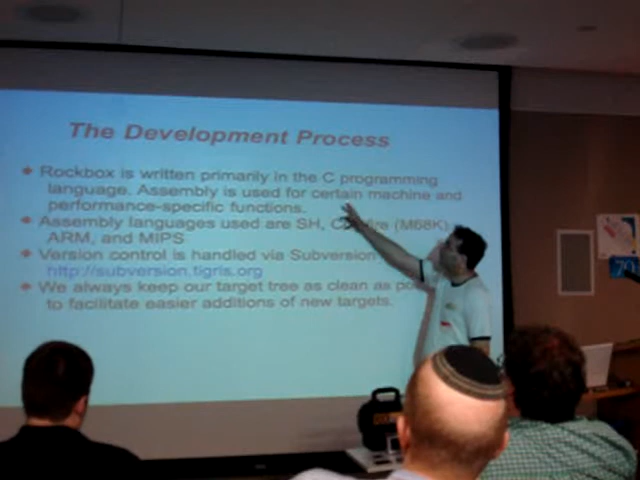 The Development Process
Rockbox is written primarily in the C programming
language. Assembly is used for certain machine and
performance-specific functions.
Assembly languages used are SH, (M68K),
ARM, and MIPS
Version control is handled via Subversion
http://subversion.tigris.org
We always keep our target tree as clean as
to facilitate easier additions of new targets.
70